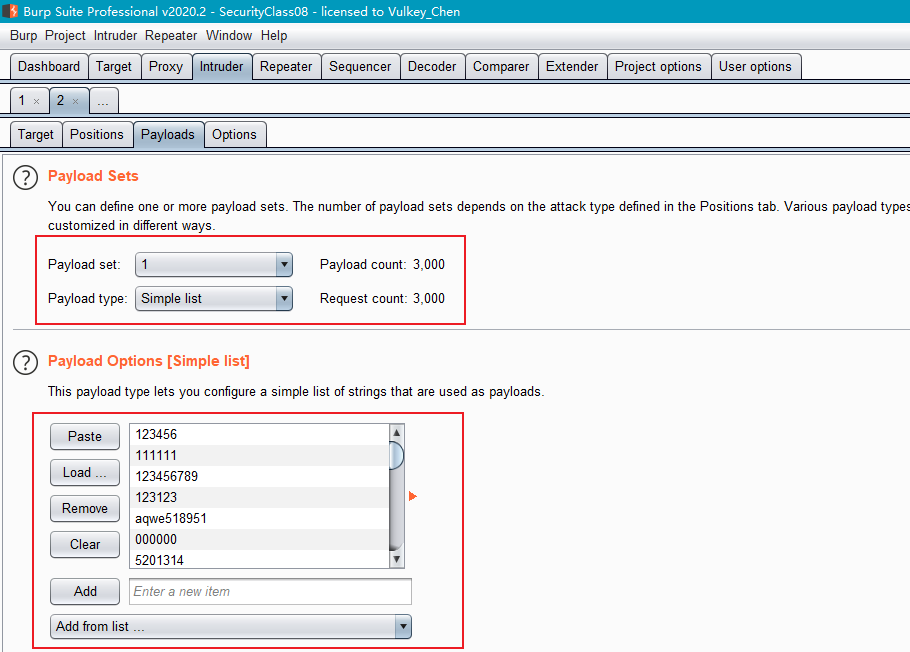 Burp Suite Professional v2020.2 - SecurityClass08 - licensed to Vulkey_Chen
Burp Project Intruder Repeater Window Help
Dashboard Target Proxy Intruder Repeater Sequencer Decoder Comparer Extender Project options User options
1 × 2 × ...
Target Positions Payloads Options
? Payload Sets
You can define one or more payload sets. The number of payload sets depends on the attack type defined in the Positions tab. Various payload types
customized in different ways.
Payload set: 1 Payload count: 3,000
Payload type: Simple list Request count: 3,000
? Payload Options [Simple list]
This payload type lets you configure a simple list of strings that are used as payloads.
Paste
Load ...
Remove
Clear
123456
111111
123456789
123123
aqwe518951
000000
5201314
Add Enter a new item
Add from list ...